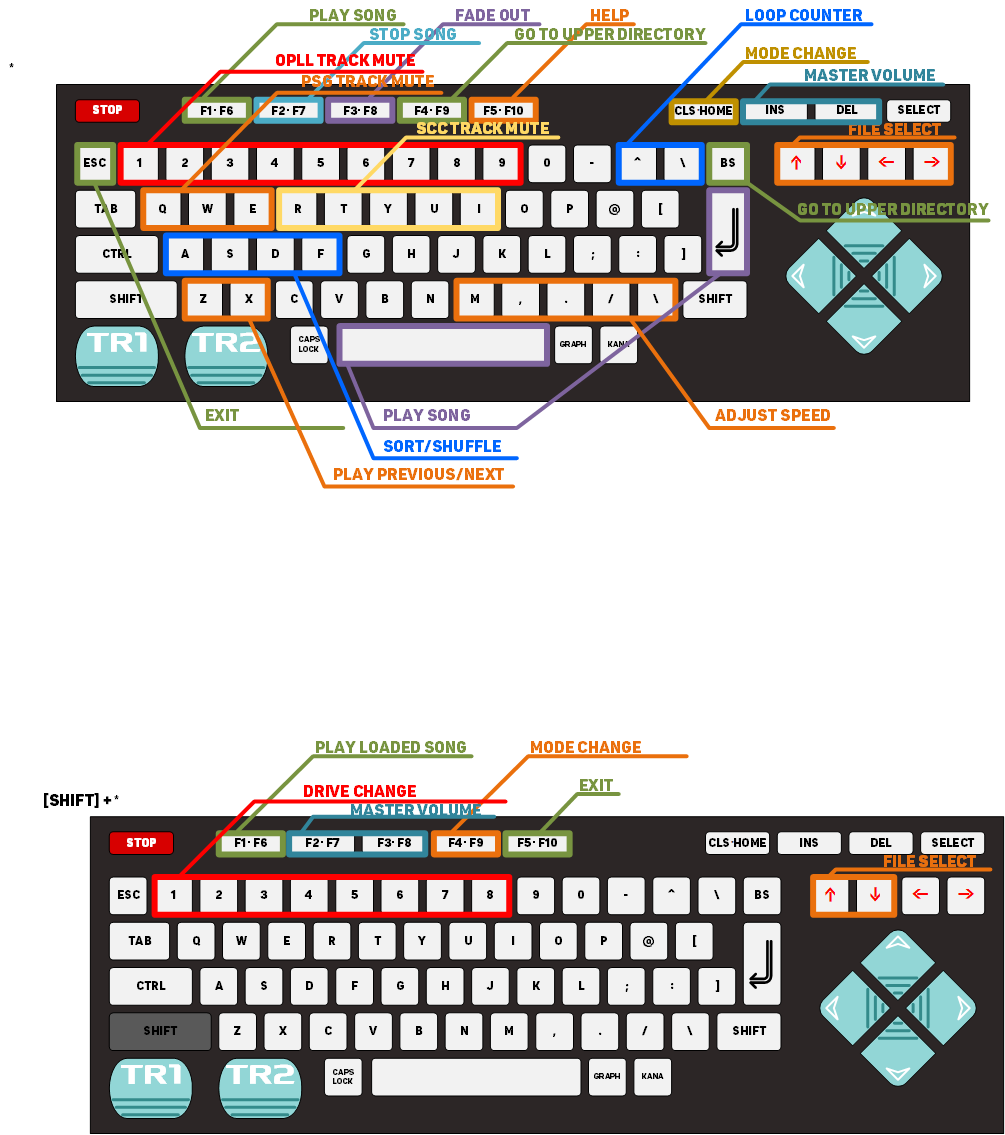 PLAY SONG
FADE OUT
HELP
LOOP COUNTER
STOP SONG
GO TO UPPER DIRECTORY
OPLL TRACK MUTE
MODE CHANGE
*
PSG TRACK MUTE
MASTER VOLUME
STOP F1·F6 F2·F7 F3·F8 F4·F9 F5·F10 CLS·HOME INS DEL SELECT
SCC TRACK MUTE
FILE SELECT
ESC 1 2 3 4 5 6 7 8 9 0 - ^ \ BS ↑ ↓ ← →
TAB Q W E R T Y U I O P @ [
GO TO UPPER DIRECTORY
CTRL A S D F G H J K L ; : ]
SHIFT Z X C V B N M , . / \ SHIFT
TR1 TR2
CAPS LOCK GRAPH KANA
EXIT
PLAY SONG
ADJUST SPEED
SORT/SHUFFLE
PLAY PREVIOUS/NEXT
PLAY LOADED SONG
MODE CHANGE
EXIT
DRIVE CHANGE
[SHIFT] + *
MASTER VOLUME
STOP F1·F6 F2·F7 F3·F8 F4·F9 F5·F10 CLS·HOME INS DEL SELECT
FILE SELECT
ESC 1 2 3 4 5 6 7 8 9 0 - ^ \ BS ↑ ↓ ← →
TAB Q W E R T Y U I O P @ [
CTRL A S D F G H J K L ; : ]
SHIFT Z X C V B N M , . / \ SHIFT
TR1 TR2
CAPS LOCK GRAPH KANA